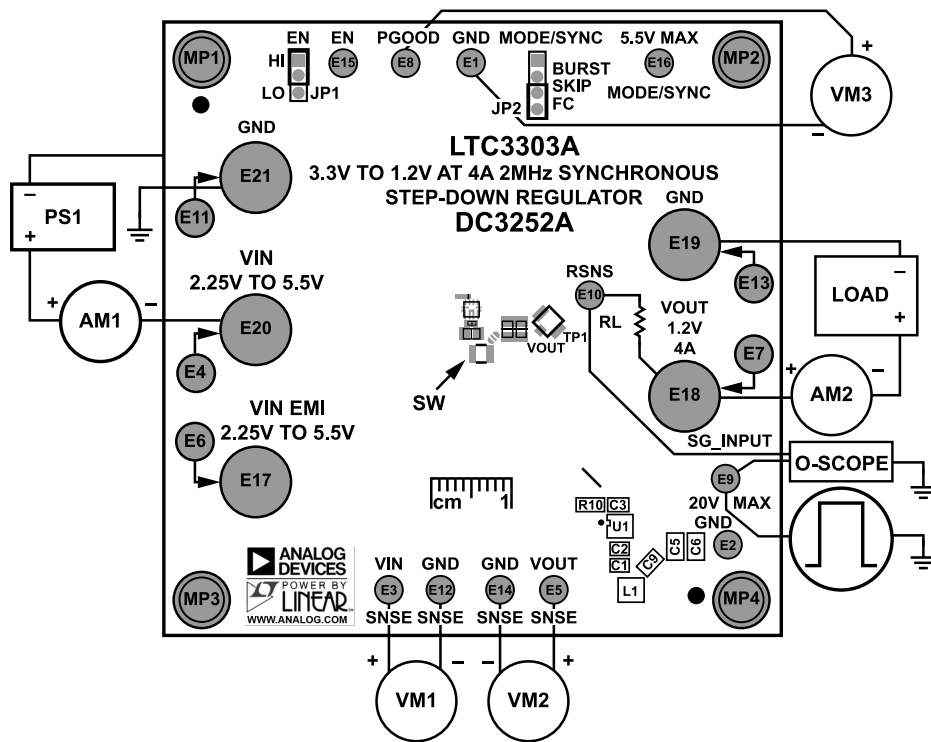 EN EN PGOOD GND MODE/SYNC 5.5V MAX
MP1 E15 E8 E1 E16 MP2
HI BURST
SKIP
LO JP1 JP2 FC MODE/SYNC
+
VM3
–
GND
LTC3303A
E21 3.3V TO 1.2V AT 4A 2MHz SYNCHRONOUS
STEP-DOWN REGULATOR
E11 DC3252A
–
PS1
+
GND
E19
E13
–
LOAD
+
VIN
2.25V TO 5.5V
+ AM1 –
E20
E4
RSNS
E10
RL
VOUT
1.2V
4A
E7
VOUT TP1
SW
E18
+ AM2 –
VIN EMI
E6 2.25V TO 5.5V
E17
SG_INPUT
O-SCOPE
E9
20V MAX
GND
E2
cm 1
R10 C3
U1
C2
C1
C9
C5
C6
L1
ANALOG
DEVICES
POWER BY
LINEAR™
WWW.ANALOG.COM
VIN GND GND VOUT
MP3 E3 E12 E14 E5 MP4
SNSE SNSE SNSE SNSE
+ VM1 – – VM2 +